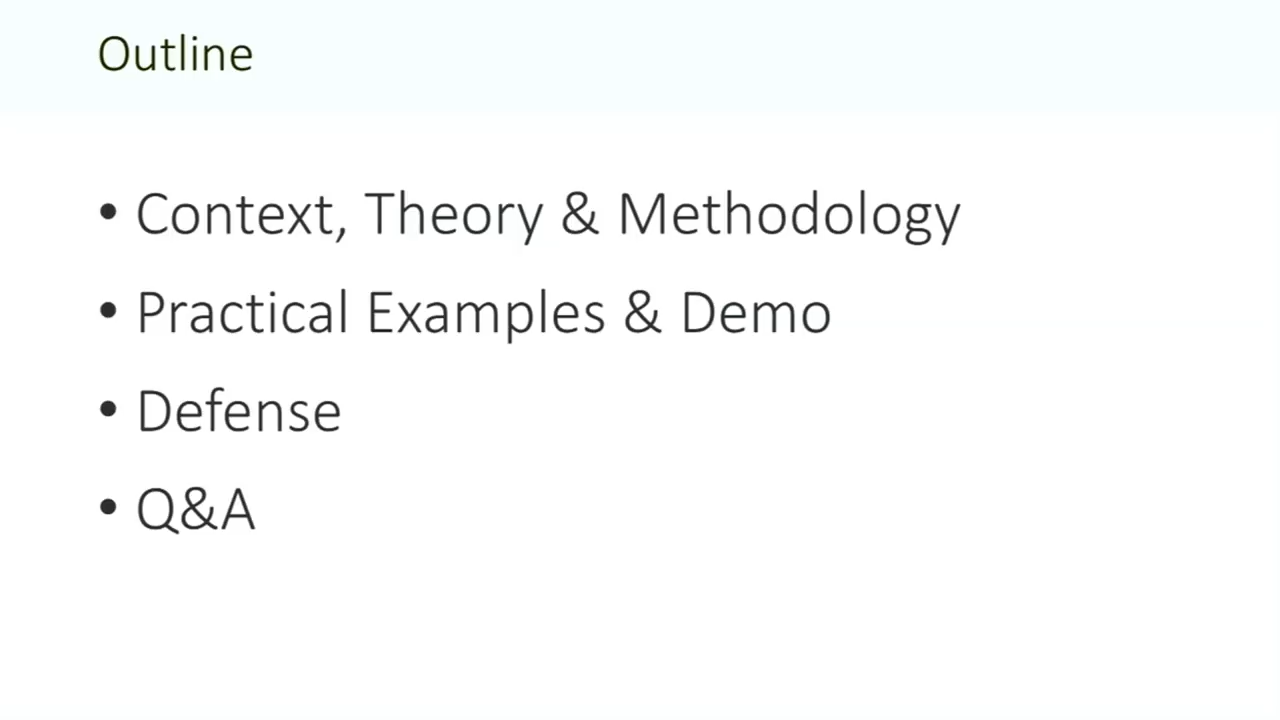 Outline
• Context, Theory & Methodology
• Practical Examples & Demo
• Defense
• Q&A